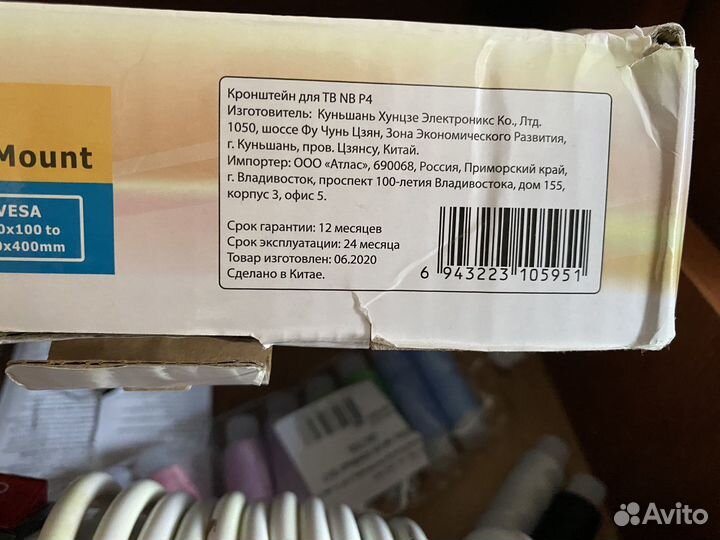 Mount
VESA
x100 to
x400mm
Кронштейн для ТВ NB P4
Изготовитель: Куньшань Хунцзе Электроникс Ко., Лтд.
1050, шоссе Фу Чунь Цзян, Зона Экономического Развития,
г. Куньшань, пров. Цзянсу, Китай.
Импортер: ООО «Атлас», 690068, Россия, Приморский край,
г. Владивосток, проспект 100-летия Владивостока, дом 155,
корпус 3, офис 5.
Срок гарантии: 12 месяцев
Срок эксплуатации: 24 месяца
Товар изготовлен: 06.2020
Сделано в Китае.
6 943223 105951
Avito